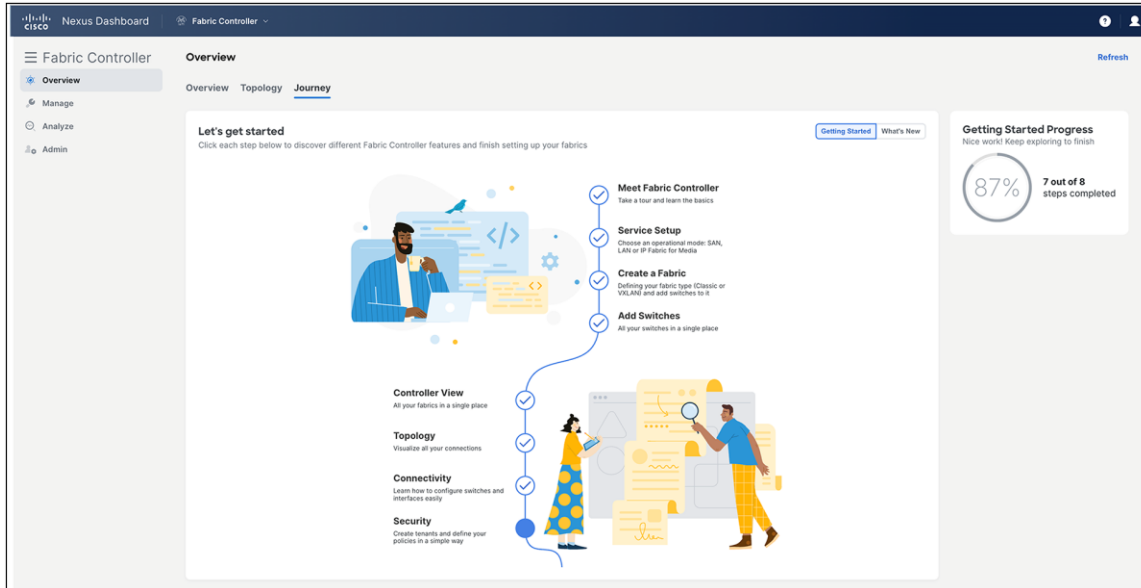 cisco Nexus Dashboard Fabric Controller ?
Fabric Controller
Overview
Manage
Analyze
Admin
Overview
Refresh
Overview Topology Journey
Let's get started
Click each step below to discover different Fabric Controller features and finish setting up your fabrics
Getting Started What's New
Meet Fabric Controller
Take a tour and learn the basics
Service Setup
Choose an operational mode: SAN,
LAN or IP Fabric for Media
Create a Fabric
Defining your fabric type (Classic or
VXLAN) and add switches to it
Add Switches
All your switches in a single place
</>
<>
Controller View
All your fabrics in a single place
Topology
Visualize all your connections
Connectivity
Learn how to configure switches and
interfaces easily
Security
Create tenants and define your
policies in a simple way
Getting Started Progress
Nice work! Keep exploring to finish
87%
7 out of 8
steps completed